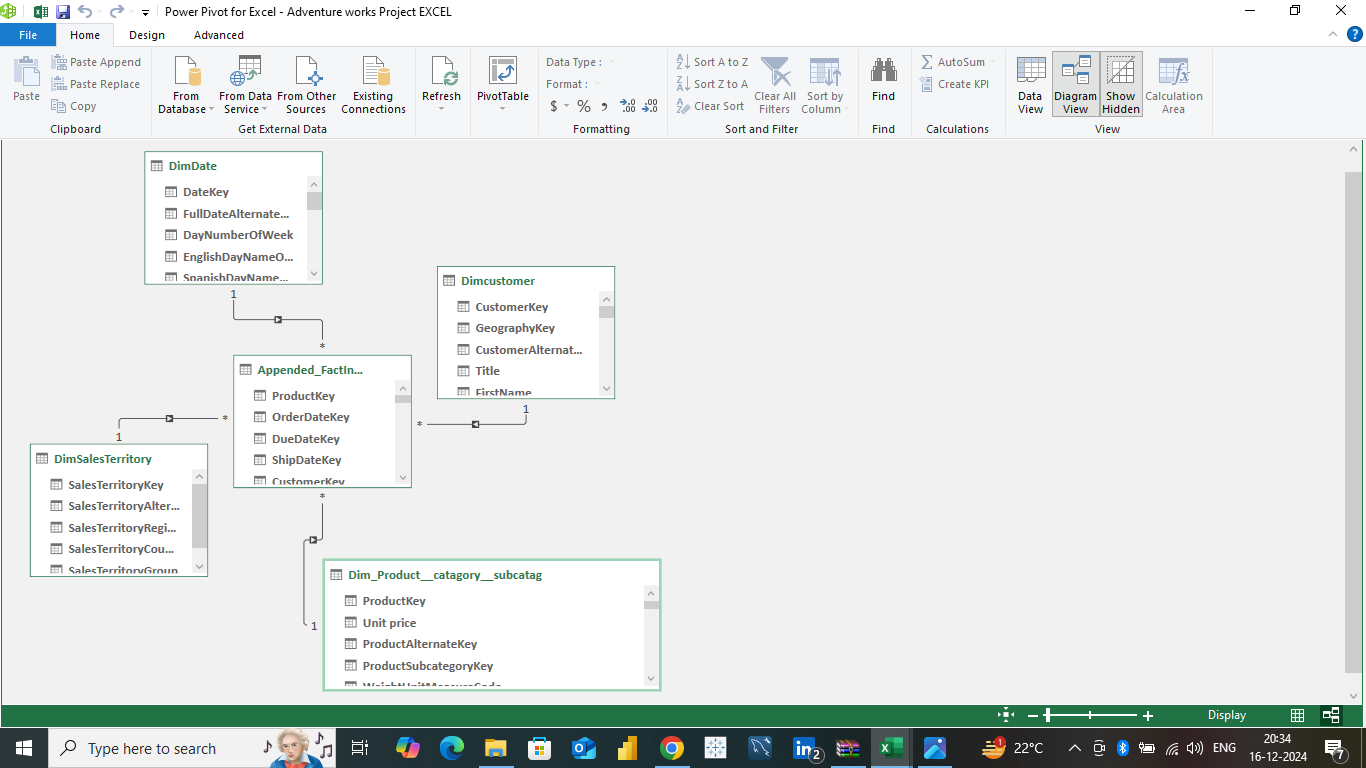 Power Pivot for Excel - Adventure works Project EXCEL
File Home Design Advanced
Paste
Paste Append
Paste Replace
Copy
Clipboard
From Database
From Data Service
From Other Sources
Existing Connections
Get External Data
Refresh
PivotTable
Data Type :
Format :
$ % , .00 .00
Formatting
Sort A to Z
Sort Z to A
Clear Sort
Clear All Filters
Sort by Column
Sort and Filter
Find
Find
AutoSum
Create KPI
Calculations
Data View
Diagram View
Show Hidden
Calculation Area
View
DimDate
DateKey
FullDateAlternate...
DayNumberOfWeek
EnglishDayNameO...
SpanishDayName...
1
*
Dimcustomer
CustomerKey
GeographyKey
CustomerAlternat...
Title
FirstName
1
*
Appended_FactIn...
ProductKey
OrderDateKey
DueDateKey
ShipDateKey
CustomerKey
*
1
DimSalesTerritory
SalesTerritoryKey
SalesTerritoryAlter...
SalesTerritoryRegi...
SalesTerritoryCou...
SalesTerritoryGroup
*
1
Dim_Product__catagory__subcatag
ProductKey
Unit price
ProductAlternateKey
ProductSubcategoryKey
WeightUnitMeasureCode
Display
Type here to search
2
1
22°C
ENG
20:34
16-12-2024
7